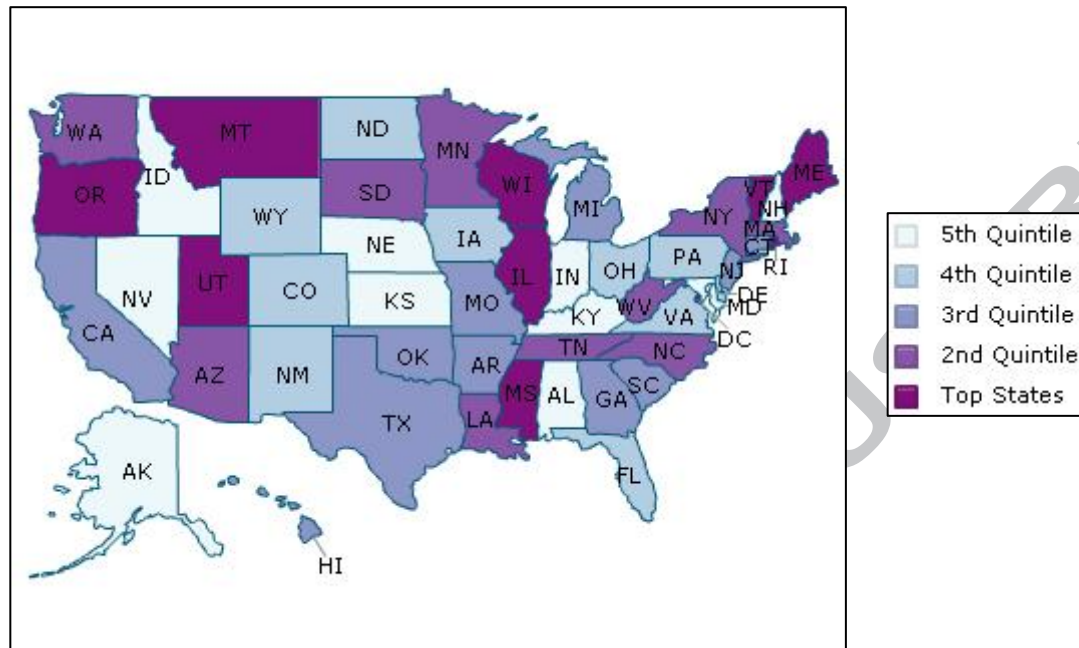 WA
MT
ND
MN
ME
OR
ID
SD
WI
VT
NH
WY
MI
NY
MA
CT
RI
IA
NE
PA
NJ
NV
UT
CO
KS
MO
IL
IN
OH
DE
MD
WV
VA
DC
KY
CA
AZ
NM
OK
AR
TN
NC
MS
AL
GA
SC
TX
LA
FL
AK
HI
5th Quintile
4th Quintile
3rd Quintile
2nd Quintile
Top States